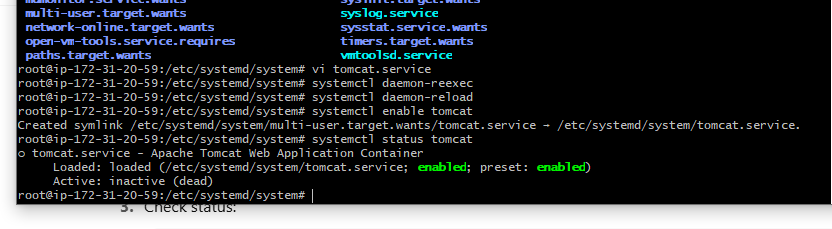 multi-user.target.wants syslog.service
network-online.target.wants sysstat.service.wants
open-vm-tools.service.requires timers.target.wants
paths.target.wants vmtoolsd.service
root@ip-172-31-20-59:/etc/systemd/system# vi tomcat.service
root@ip-172-31-20-59:/etc/systemd/system# systemctl daemon-reexec
root@ip-172-31-20-59:/etc/systemd/system# systemctl daemon-reload
root@ip-172-31-20-59:/etc/systemd/system# systemctl enable tomcat
Created symlink /etc/systemd/system/multi-user.target.wants/tomcat.service → /etc/systemd/system/tomcat.service.
root@ip-172-31-20-59:/etc/systemd/system# systemctl status tomcat
○ tomcat.service - Apache Tomcat Web Application Container
Loaded: loaded (/etc/systemd/system/tomcat.service; enabled; preset: enabled)
Active: inactive (dead)
root@ip-172-31-20-59:/etc/systemd/system#
3. Check status: